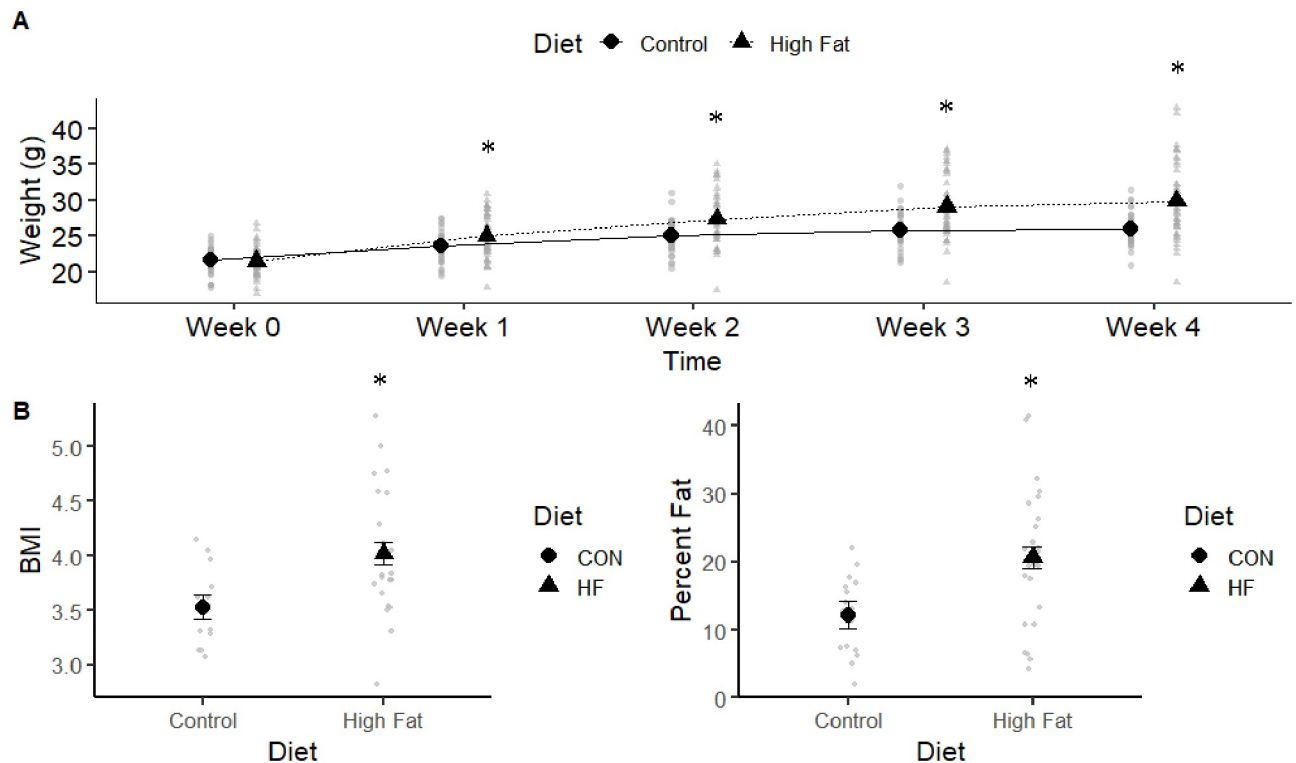 A
Diet Control High Fat
* * * *
Weight (g)
40
35
30
25
20
Week 0 Week 1 Week 2 Week 3 Week 4
Time
B
*
BMI
5.0
4.5
4.0
3.5
3.0
Control High Fat
Diet
Diet
CON
HF
*
Percent Fat
40
30
20
10
0
Control High Fat
Diet
Diet
CON
HF